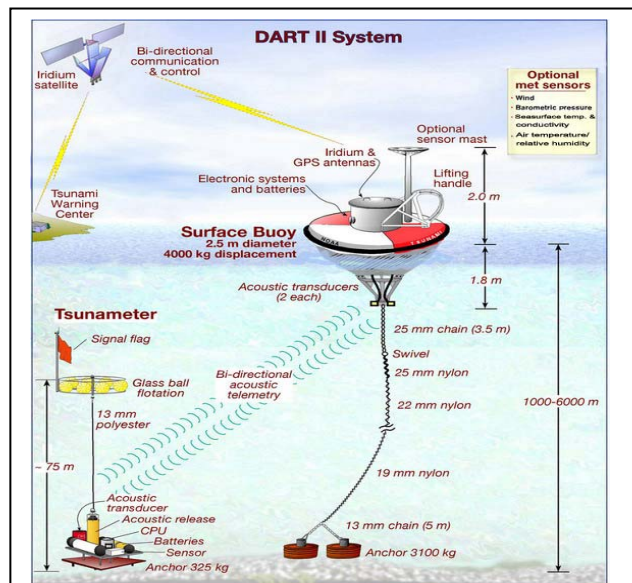 DART II System
Bi-directional
communication
& control
Iridium
satellite
Optional
met sensors
· Wind
· Barometric pressure
· Seasurface temp. &
conductivity
· Air temperature/
relative humidity
Optional
sensor mast
Iridium &
GPS antennas
Lifting
handle
Electronic systems
and batteries
2.0 m
Tsunami
Warning
Center
Surface Buoy
2.5 m diameter
4000 kg displacement
NOAA
TSUNAMI
1.8 m
Acoustic transducers
(2 each)
Tsunameter
Signal flag
25 mm chain (3.5 m)
Swivel
25 mm nylon
Bi-directional
acoustic
telemetry
Glass ball
flotation
22 mm nylon
1000-6000 m
13 mm
polyester
~ 75 m
19 mm nylon
Acoustic
transducer
Acoustic release
CPU
Batteries
Sensor
Anchor 325 kg
13 mm chain (5 m)
Anchor 3100 kg